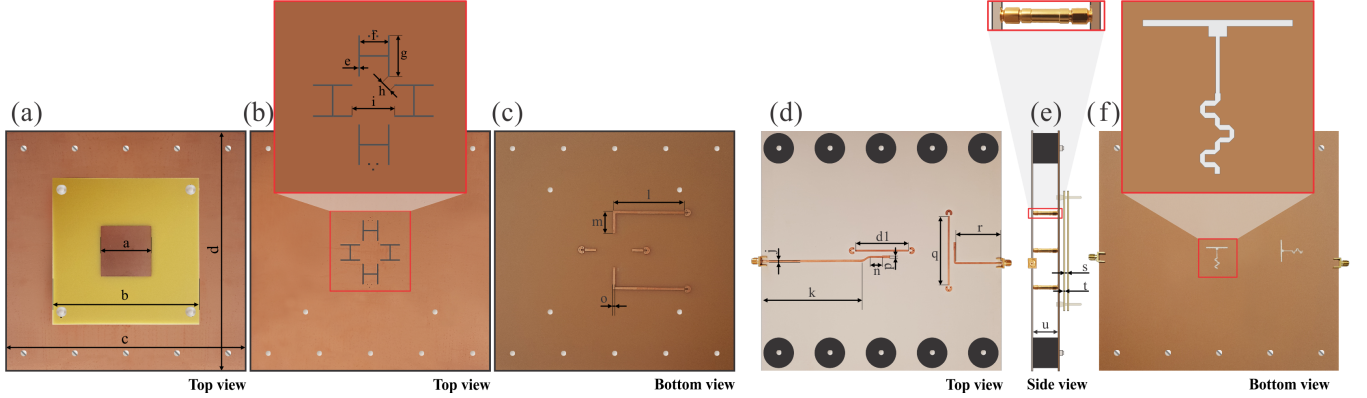 (a)
a
b
c
d
Top view
(b)
f
g
e
h
i
Top view
(c)
l
m
o
Bottom view
(d)
j
k
d1
n
p
q
r
Top view
(e)
s
t
u
Side view
(f)
Bottom view